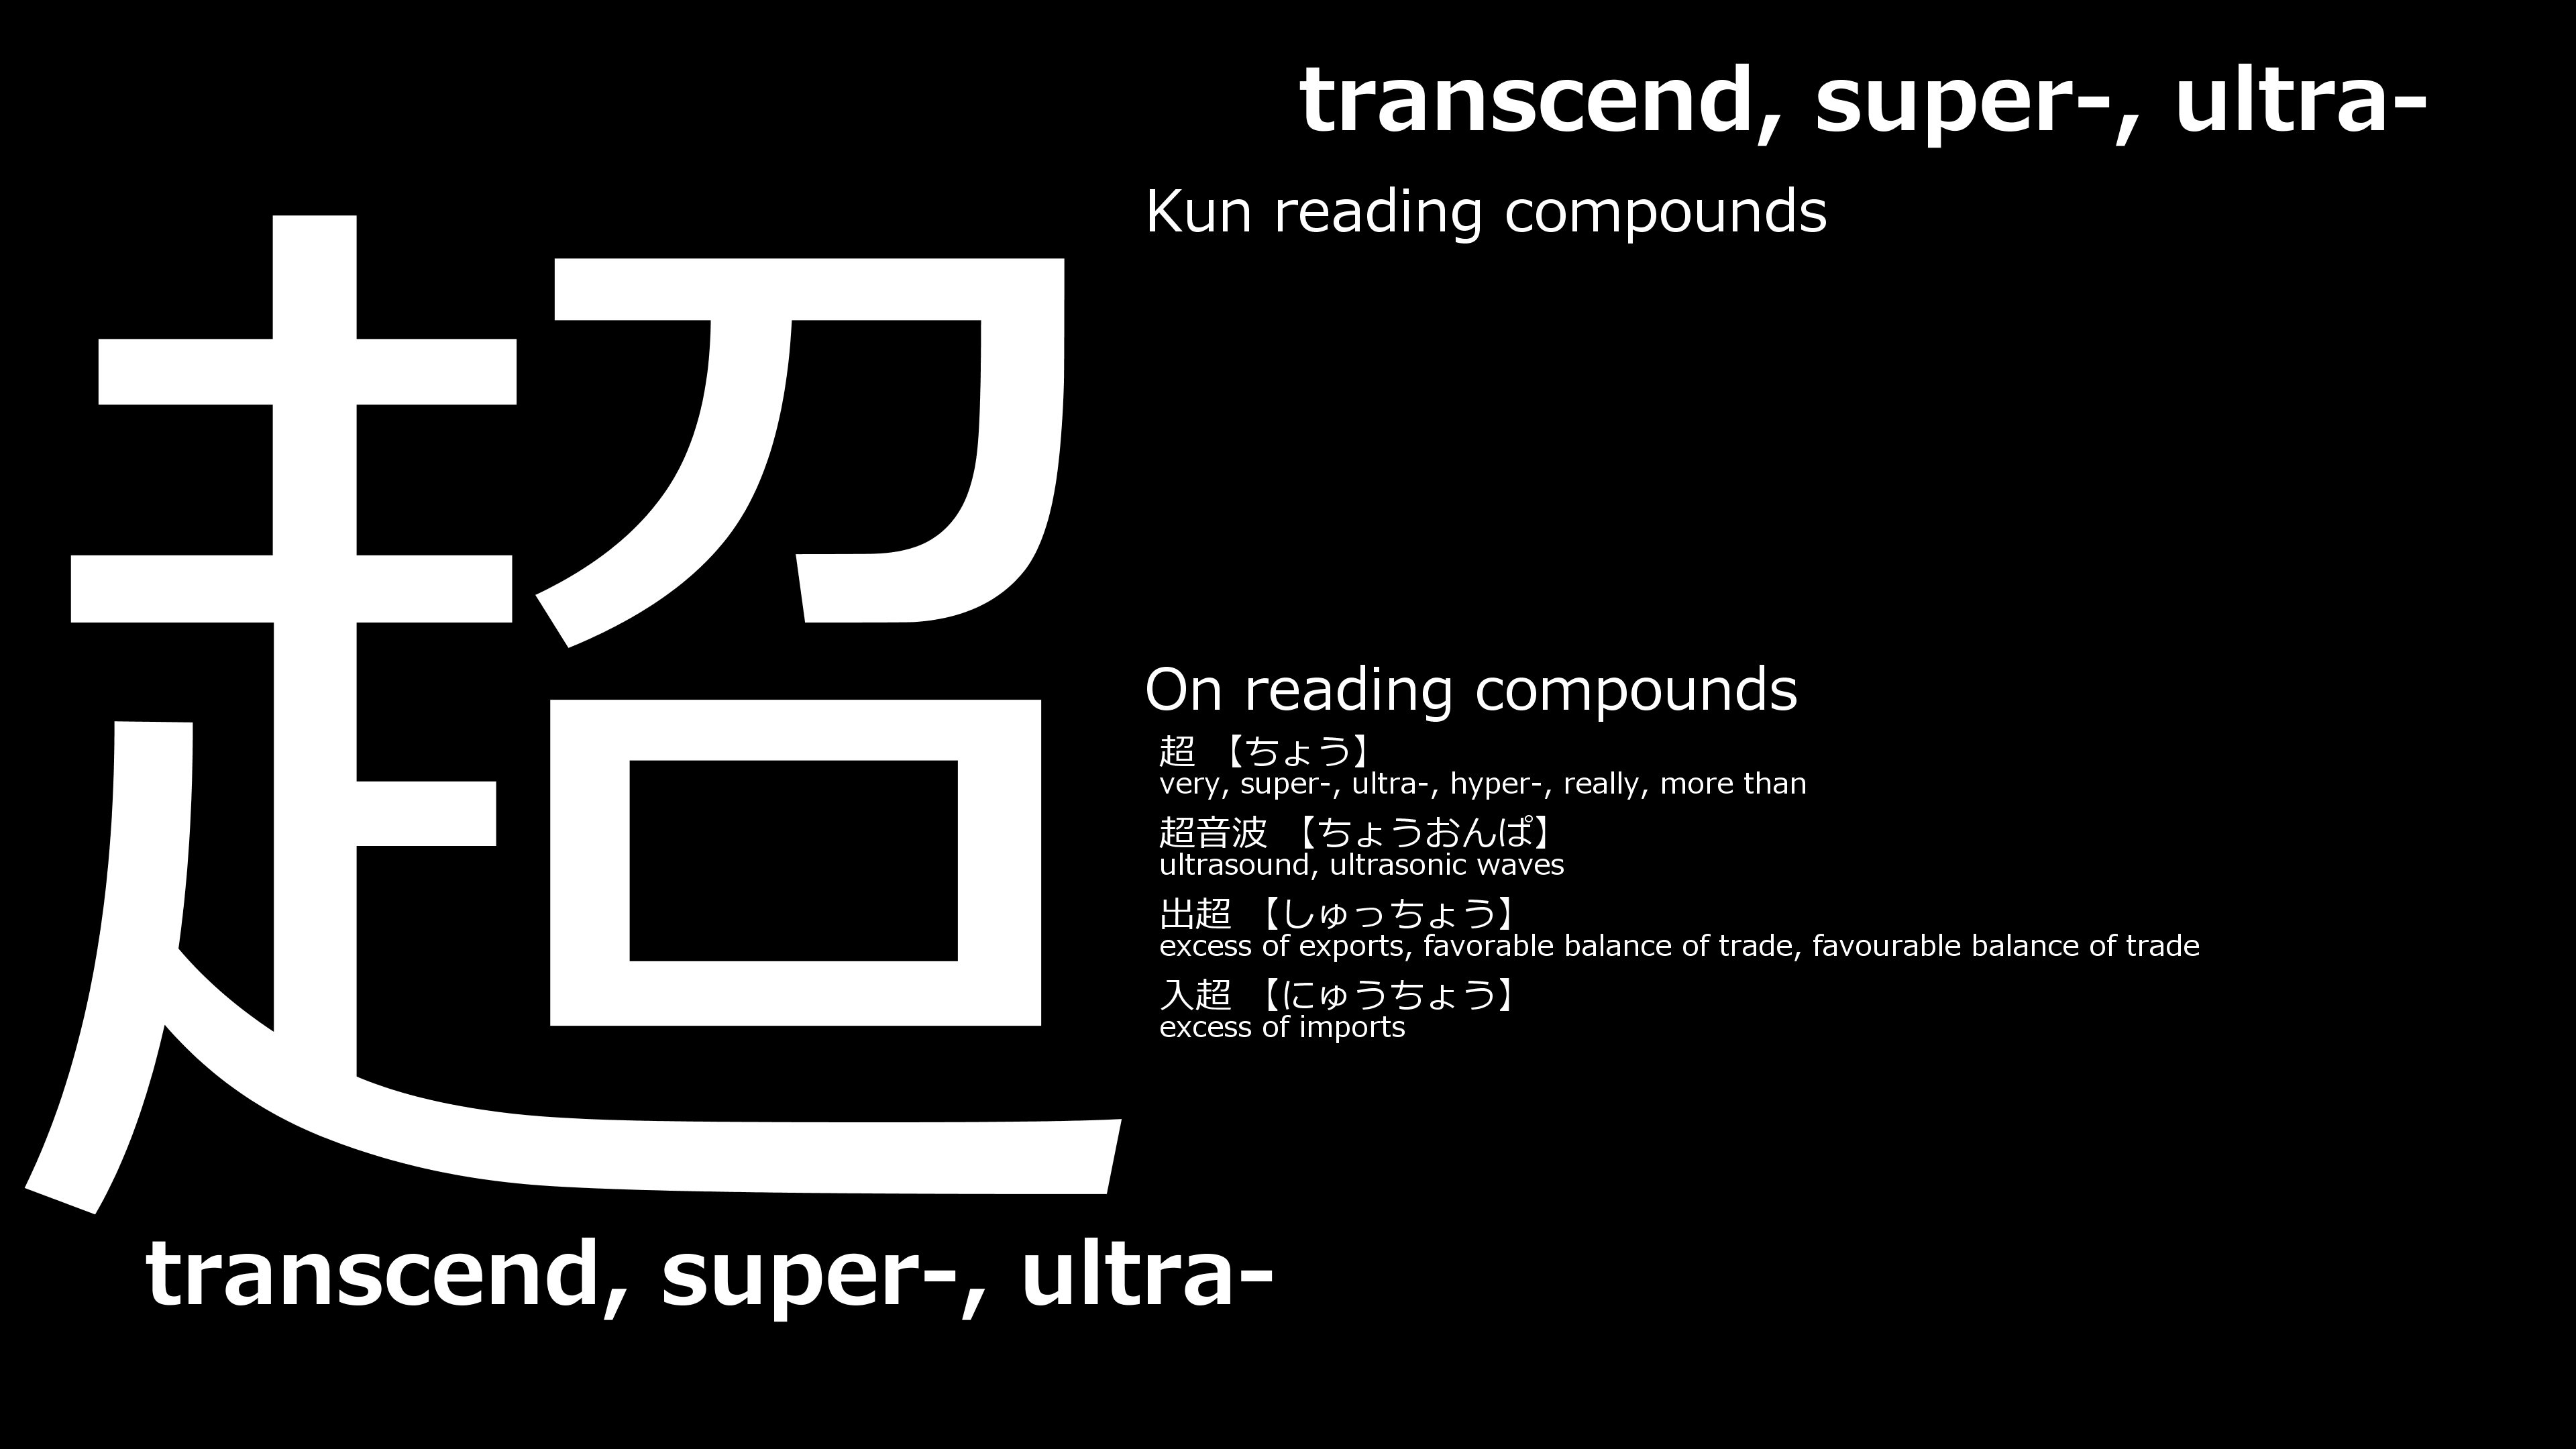 超
transcend, super-, ultra-
transcend, super-, ultra-
Kun reading compounds
On reading compounds
超 【ちょう】
very, super-, ultra-, hyper-, really, more than
超音波 【ちょうおんぱ】
ultrasound, ultrasonic waves
出超 【しゅっちょう】
excess of exports, favorable balance of trade, favourable balance of trade
入超 【にゅうちょう】
excess of imports